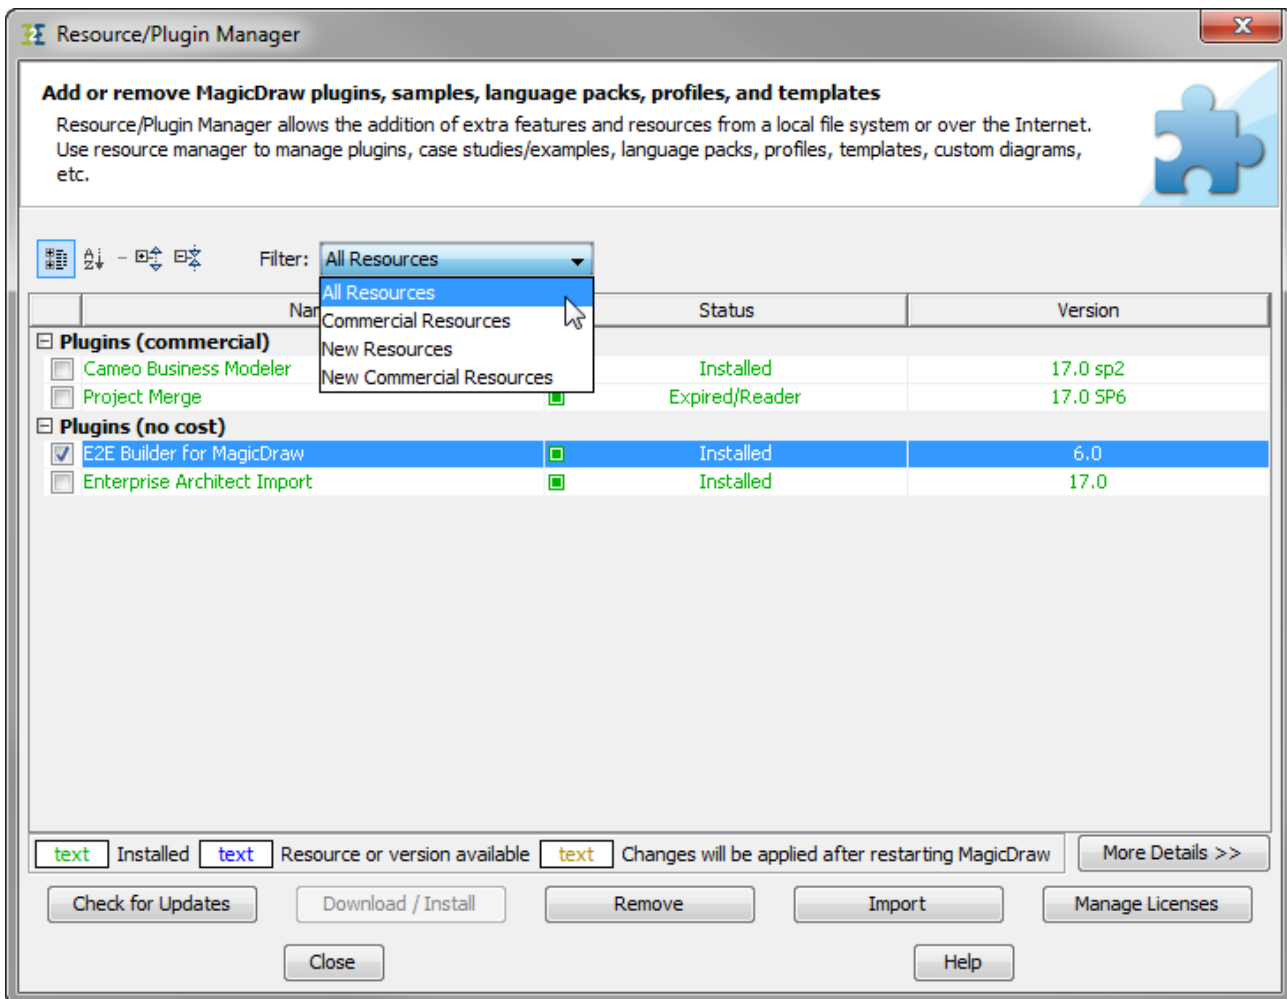 Resource/Plugin Manager
Add or remove MagicDraw plugins, samples, language packs, profiles, and templates
Resource/Plugin Manager allows the addition of extra features and resources from a local file system or over the Internet.
Use resource manager to manage plugins, case studies/examples, language packs, profiles, templates, custom diagrams,
etc.
Filter: All Resources
All Resources
Commercial Resources
New Resources
New Commercial Resources
Status Version
Plugins (commercial)
Cameo Business Modeler Installed 17.0 sp2
Project Merge Expired/Reader 17.0 SP6
Plugins (no cost)
E2E Builder for MagicDraw Installed 6.0
Enterprise Architect Import Installed 17.0
text Installed text Resource or version available text Changes will be applied after restarting MagicDraw More Details >>
Check for Updates Download / Install Remove Import Manage Licenses
Close Help